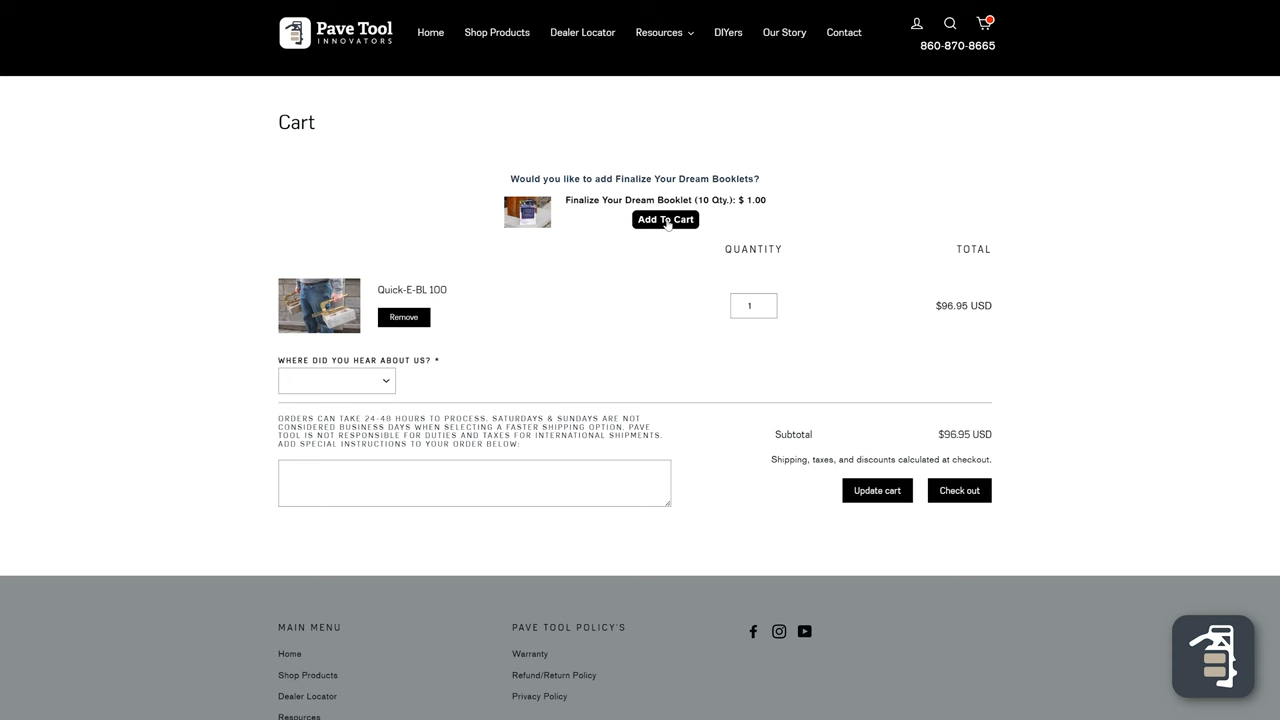 Pave Tool
INNOVATORS
Home
Shop Products
Dealer Locator
Resources
DIYers
Our Story
Contact
860-870-8665
Cart
Would you like to add Finalize Your Dream Booklets?
Finalize Your Dream Booklet (10 Qty.): $ 1.00
Add To Cart
QUANTITY
TOTAL
Quick-E-BL 100
Remove
1
$96.95 USD
WHERE DID YOU HEAR ABOUT US? *
ORDERS CAN TAKE 24-48 HOURS TO PROCESS. SATURDAYS & SUNDAYS ARE NOT
CONSIDERED BUSINESS DAYS WHEN SELECTING A FASTER SHIPPING OPTION. PAVE
TOOL IS NOT RESPONSIBLE FOR DUTIES AND TAXES FOR INTERNATIONAL SHIPMENTS.
ADD SPECIAL INSTRUCTIONS TO YOUR ORDER BELOW:
Subtotal
$96.95 USD
Shipping, taxes, and discounts calculated at checkout.
Update cart
Check out
MAIN MENU
Home
Shop Products
Dealer Locator
Resources
PAVE TOOL POLICY'S
Warranty
Refund/Return Policy
Privacy Policy